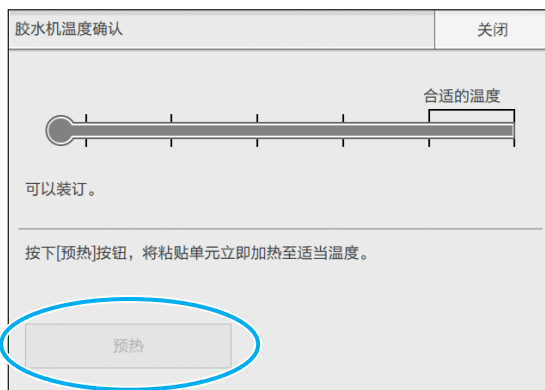 胶水机温度确认
关闭
合适的温度
可以装订。
按下[预热]按钮，将粘贴单元立即加热至适当温度。
预热